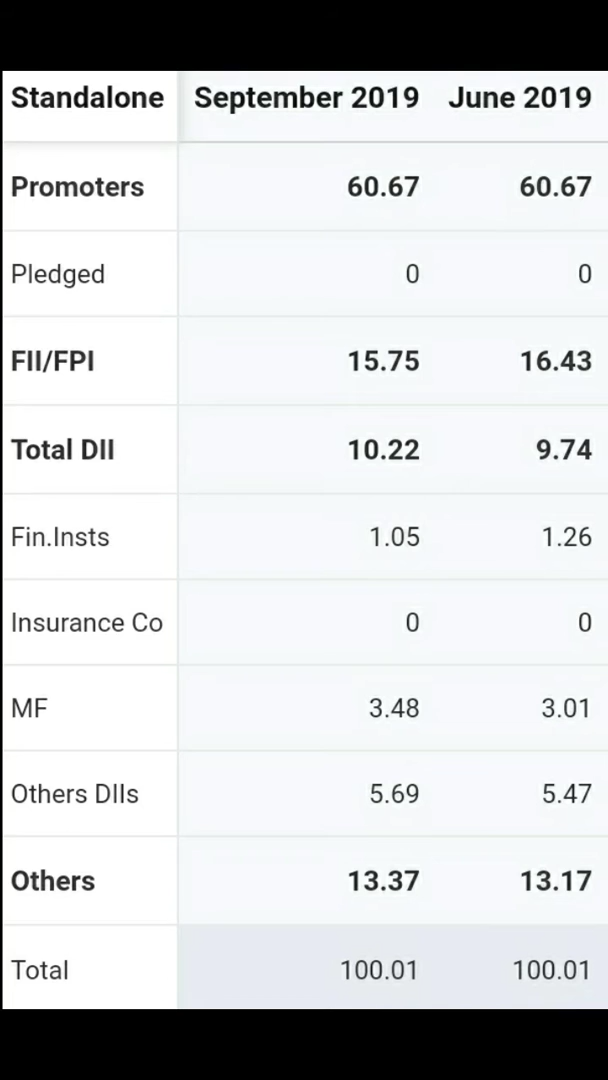 Standalone September 2019 June 2019
Promoters 60.67 60.67
Pledged 0 0
FII/FPI 15.75 16.43
Total DII 10.22 9.74
Fin.Insts 1.05 1.26
Insurance Co 0 0
MF 3.48 3.01
Others DIIs 5.69 5.47
Others 13.37 13.17
Total 100.01 100.01